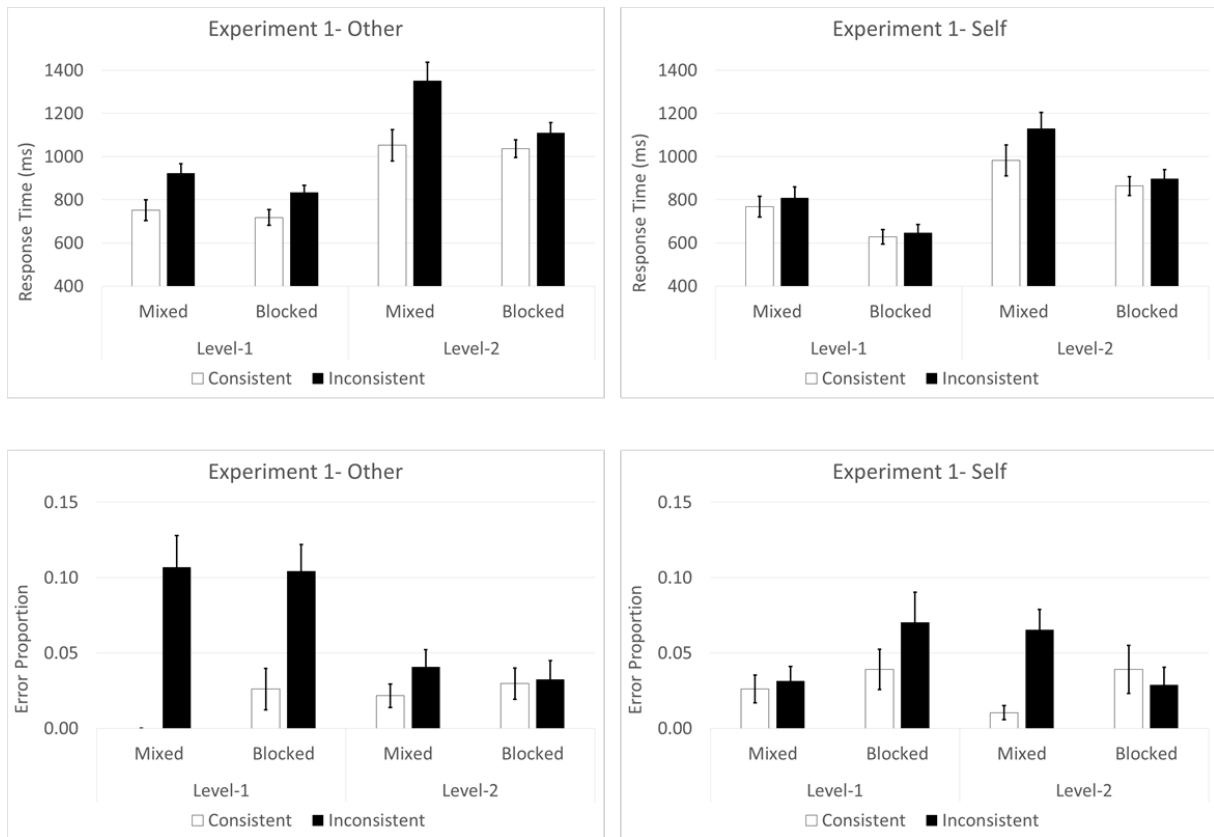 Experiment 1- Other
Response Time (ms)
1400
1200
1000
800
600
400
Mixed Blocked Mixed Blocked
Level-1 Level-2
Consistent Inconsistent
Experiment 1- Self
Response Time (ms)
1400
1200
1000
800
600
400
Mixed Blocked Mixed Blocked
Level-1 Level-2
Consistent Inconsistent
Experiment 1- Other
Error Proportion
0.15
0.10
0.05
0.00
Mixed Blocked Mixed Blocked
Level-1 Level-2
Consistent Inconsistent
Experiment 1- Self
Error Proportion
0.15
0.10
0.05
0.00
Mixed Blocked Mixed Blocked
Level-1 Level-2
Consistent Inconsistent